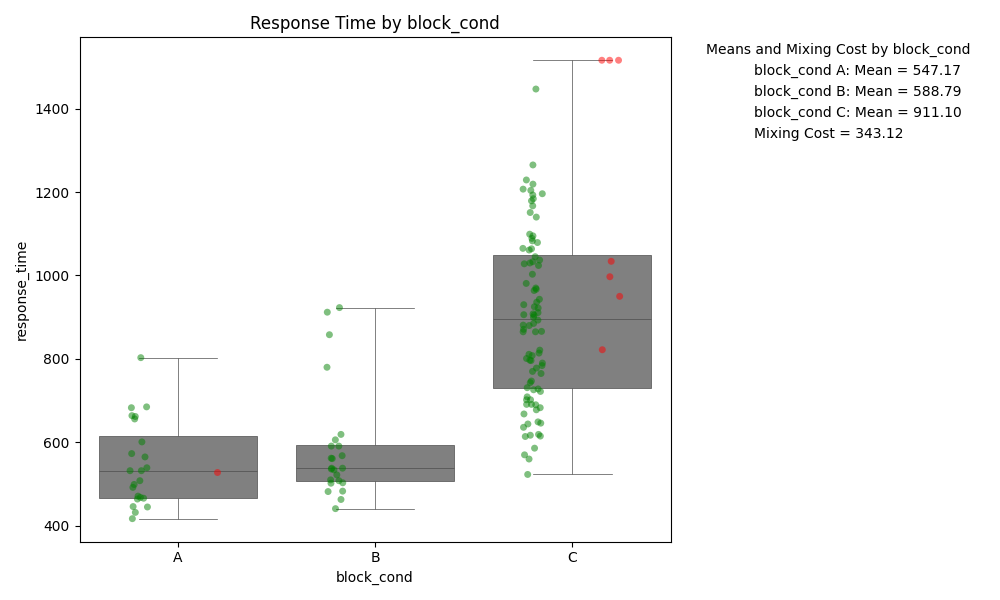 Response Time by block_cond
Means and Mixing Cost by block_cond
block_cond A: Mean = 547.17
block_cond B: Mean = 588.79
block_cond C: Mean = 911.10
Mixing Cost = 343.12
response_time
1400
1200
1000
800
600
400
A B C
block_cond